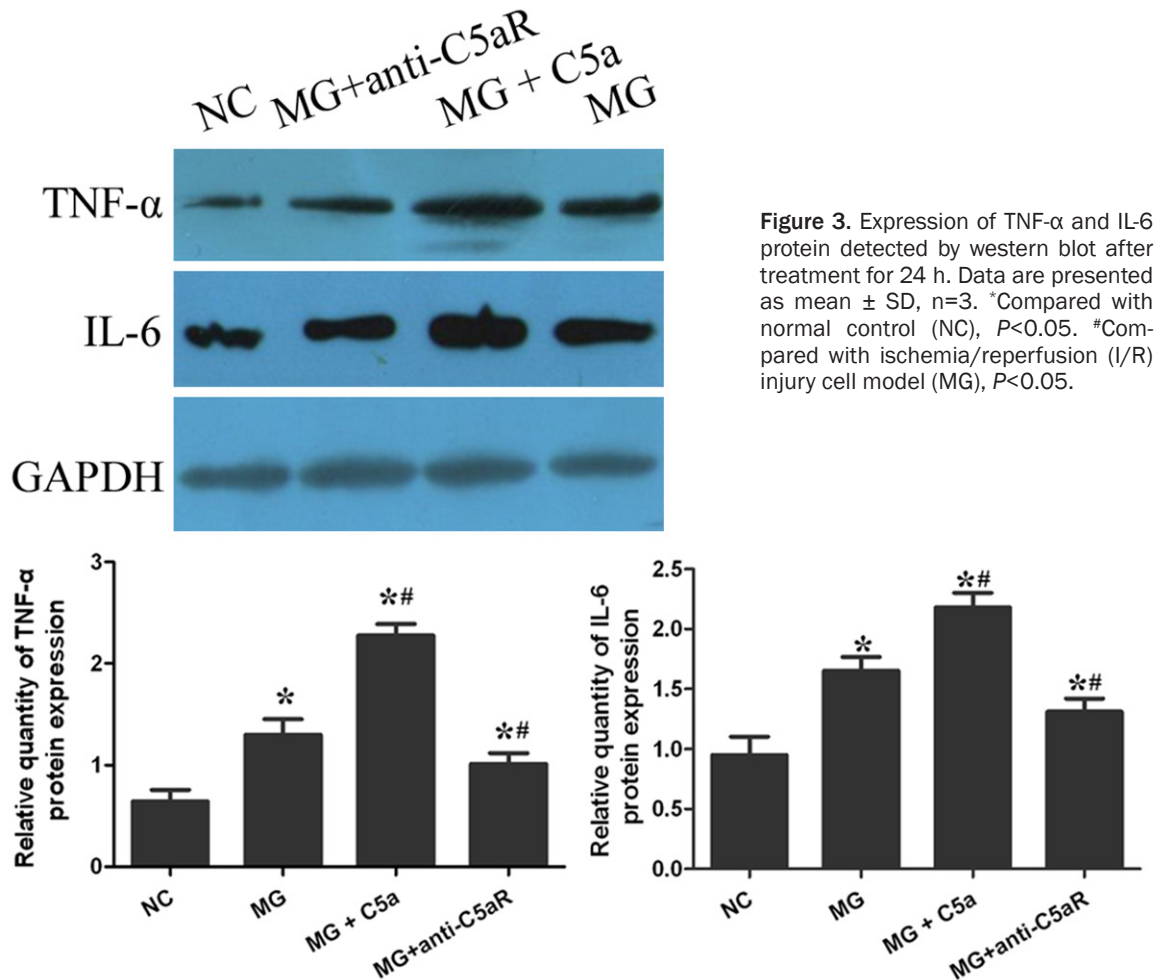 NC MG+anti-C5aR MG + C5a MG
TNF-α
IL-6
GAPDH
Figure 3. Expression of TNF-α and IL-6
protein detected by western blot after
treatment for 24 h. Data are presented
as mean ± SD, n=3. *Compared with
normal control (NC), P<0.05. #Com-
pared with ischemia/reperfusion (I/R)
injury cell model (MG), P<0.05.
Relative quantity of TNF-α
protein expression
3
2
1
0
*
*#
*#
NC MG MG + C5a MG+anti-C5aR
Relative quantity of IL-6
protein expression
2.5
2.0
1.5
1.0
0.5
0.0
*
*#
*#
NC MG MG + C5a MG+anti-C5aR